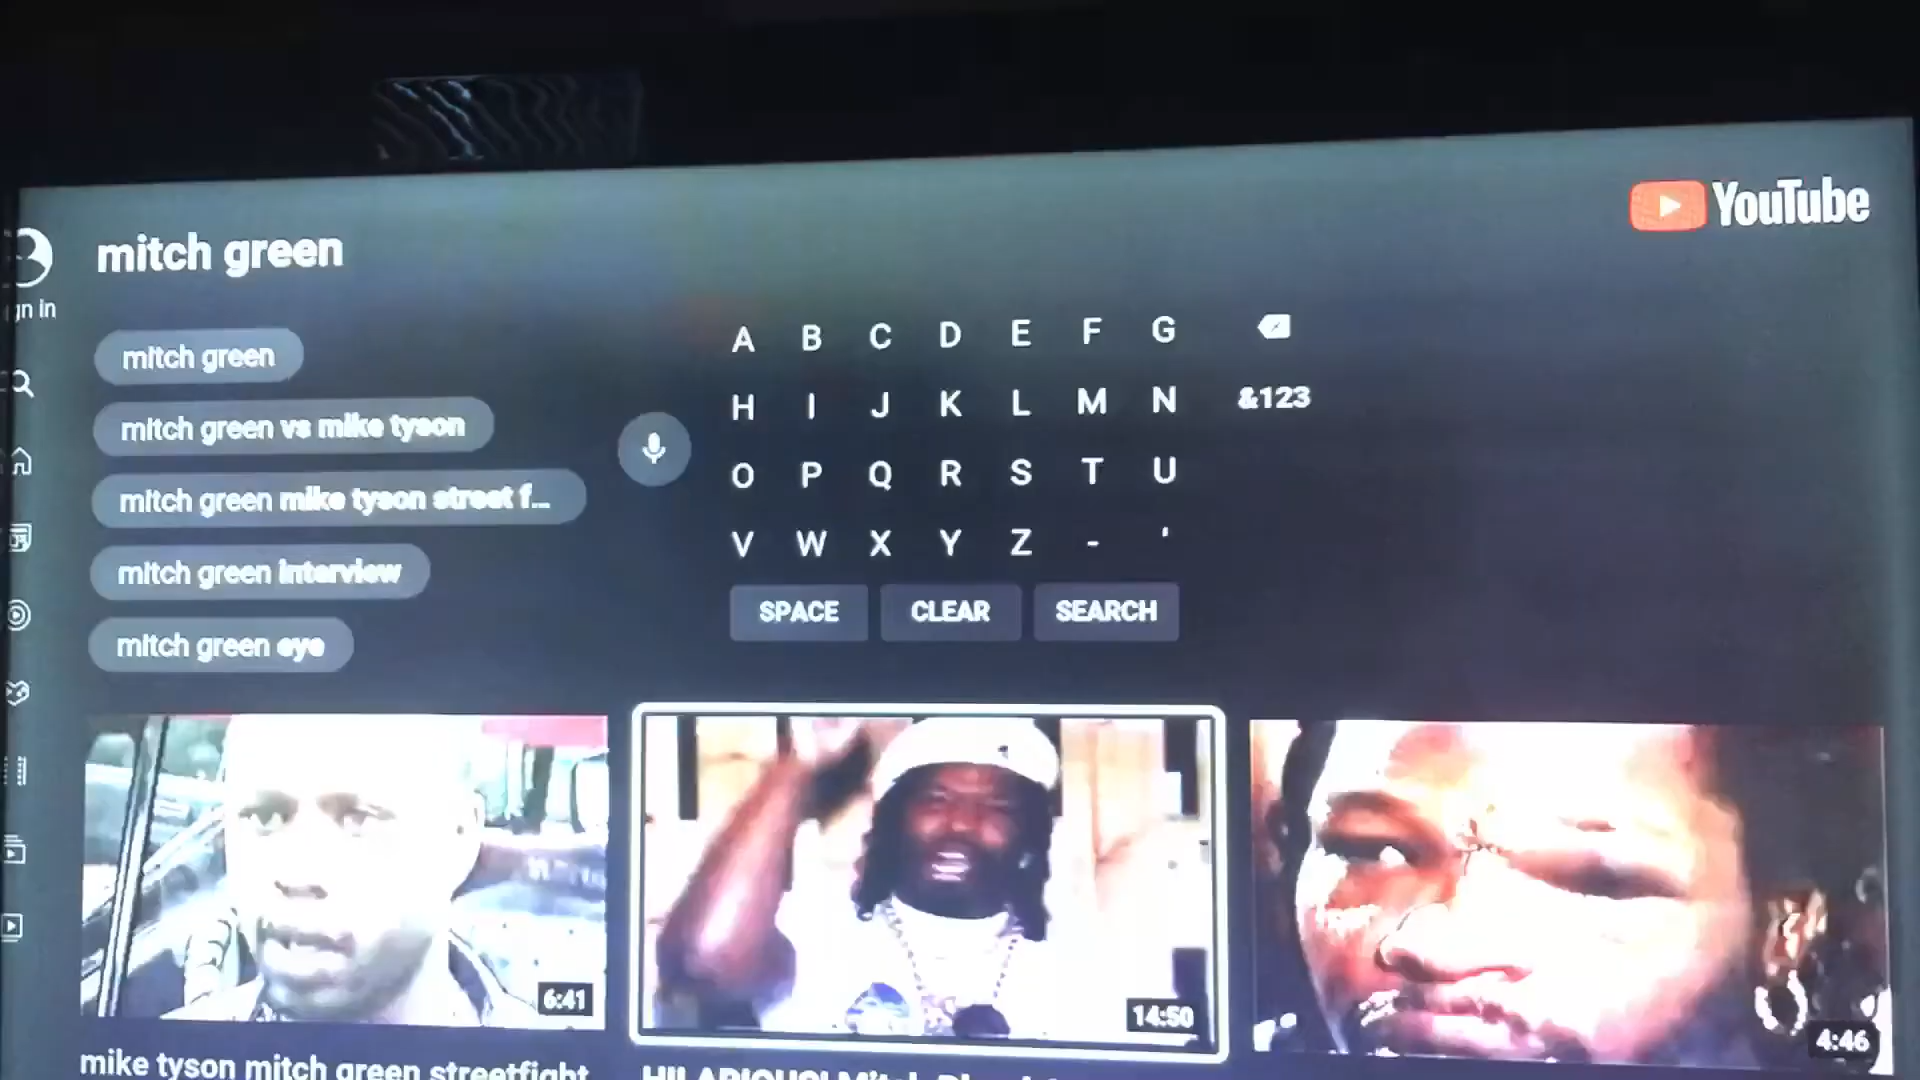 YouTube
mitch green
gn in
mitch green
mitch green vs mike tyson
mitch green mike tyson street f...
mitch green interview
mitch green eye
A B C D E F G
H I J K L M N &123
O P Q R S T U
V W X Y Z - '
SPACE CLEAR SEARCH
6:41
14:50
4:46
mike tyson mitch green streetfight
HILARIOUS! Mitch